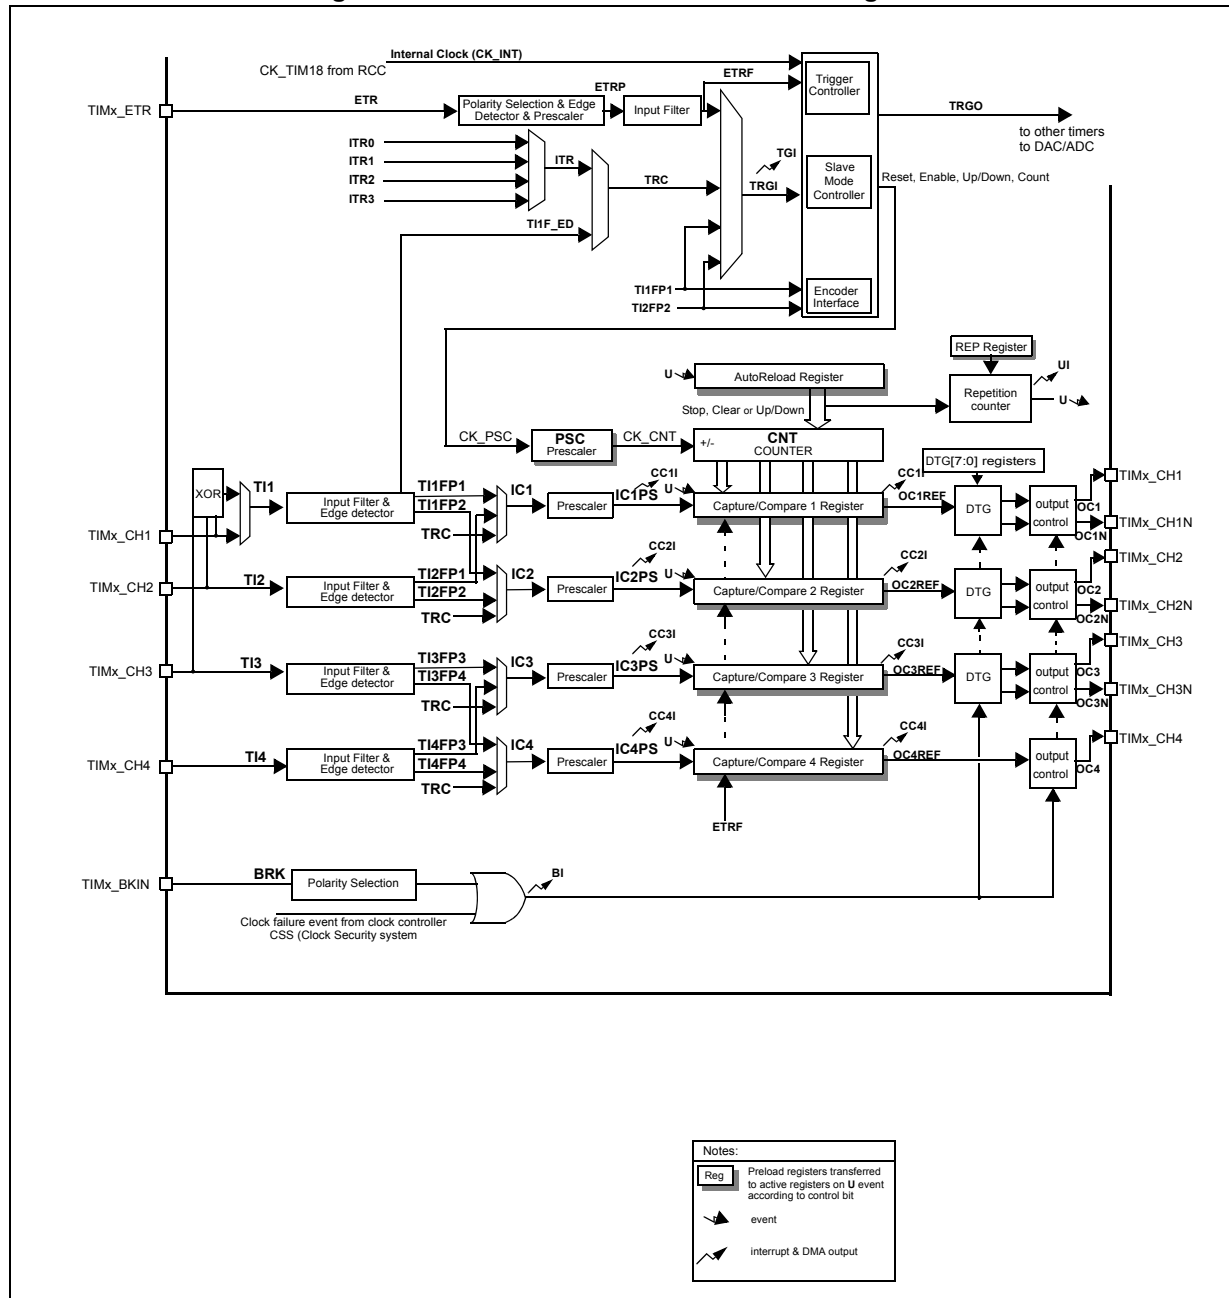 Internal Clock (CK_INT)
CK_TIM18 from RCC
TIMx_ETR
ETR
Polarity Selection & Edge
Detector & Prescaler
ETRP
Input Filter
ETRF
Trigger
Controller
TRGO
to other timers
to DAC/ADC
ITR0
ITR1
ITR2
ITR3
ITR
TI1F_ED
TRC
TGI
TRGI
Slave
Mode
Controller
Reset, Enable, Up/Down, Count
TI1FP1
TI2FP2
Encoder
Interface
REP Register
U
AutoReload Register
Stop, Clear or Up/Down
Repetition
counter
UI
U
CK_PSC
PSC
Prescaler
CK_CNT
+/-
CNT
COUNTER
DTG[7:0] registers
XOR
TI1
TIMx_CH1
Input Filter &
Edge detector
TI1FP1
TI1FP2
TRC
IC1
Prescaler
IC1PS
CC1I
U
Capture/Compare 1 Register
CC1I
OC1REF
DTG
output
control
OC1
OC1N
TIMx_CH1
TIMx_CH1N
TIMx_CH2
TI2
Input Filter &
Edge detector
TI2FP1
TI2FP2
TRC
IC2
Prescaler
CC2I
IC2PS
U
Capture/Compare 2 Register
CC2I
OC2REF
DTG
output
control
OC2
OC2N
TIMx_CH2
TIMx_CH2N
TIMx_CH3
TI3
Input Filter &
Edge detector
TI3FP3
TI3FP4
TRC
IC3
Prescaler
CC3I
IC3PS
U
Capture/Compare 3 Register
CC3I
OC3REF
DTG
output
control
OC3
OC3N
TIMx_CH3
TIMx_CH3N
TIMx_CH4
TI4
Input Filter &
Edge detector
TI4FP3
TI4FP4
TRC
IC4
Prescaler
CC4I
IC4PS
U
Capture/Compare 4 Register
CC4I
OC4REF
output
control
OC4
TIMx_CH4
ETRF
TIMx_BKIN
BRK
Polarity Selection
BI
Clock failure event from clock controller
CSS (Clock Security system
Notes:
Reg
Preload registers transferred
to active registers on U event
according to control bit
event
interrupt & DMA output